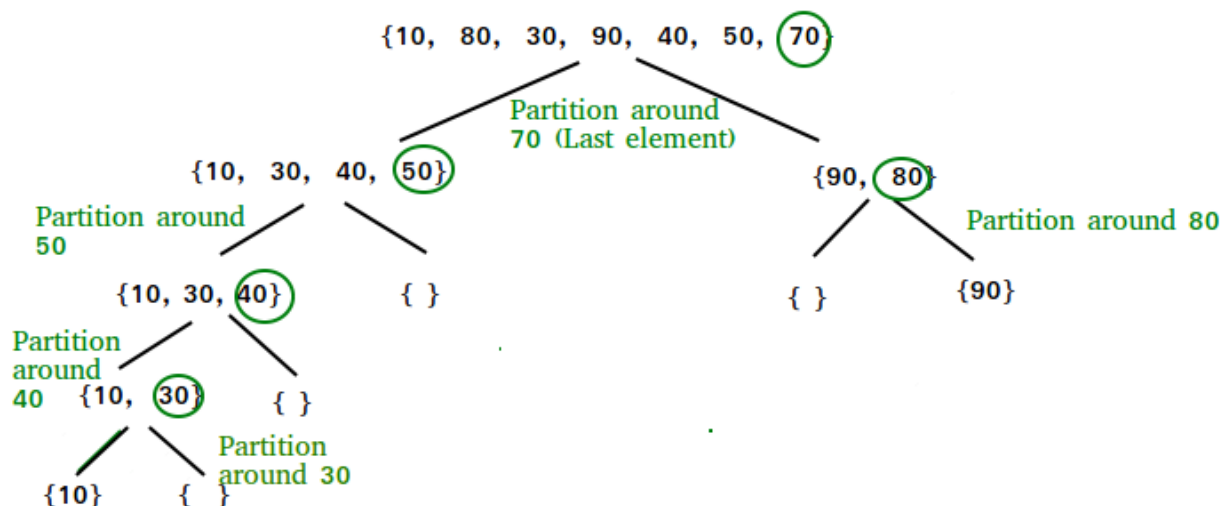 {10, 80, 30, 90, 40, 50, 70}
Partition around
70 (Last element)
{10, 30, 40, 50}
{90, 80}
Partition around
50
Partition around 80
{10, 30, 40}
{ }
{ }
{90}
Partition
around
40
{10, 30}
{ }
Partition
around 30
{10}
{ }